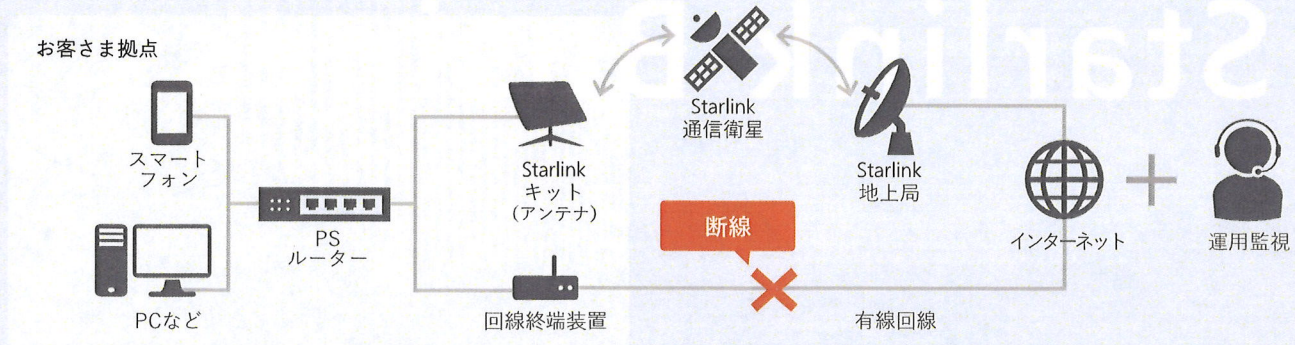 お客さま拠点
スマート
フォン
PCなど
PS
ルーター
Starlink
キット
(アンテナ)
回線終端装置
Starlink
通信衛星
Starlink
地上局
断線
有線回線
インターネット
運用監視